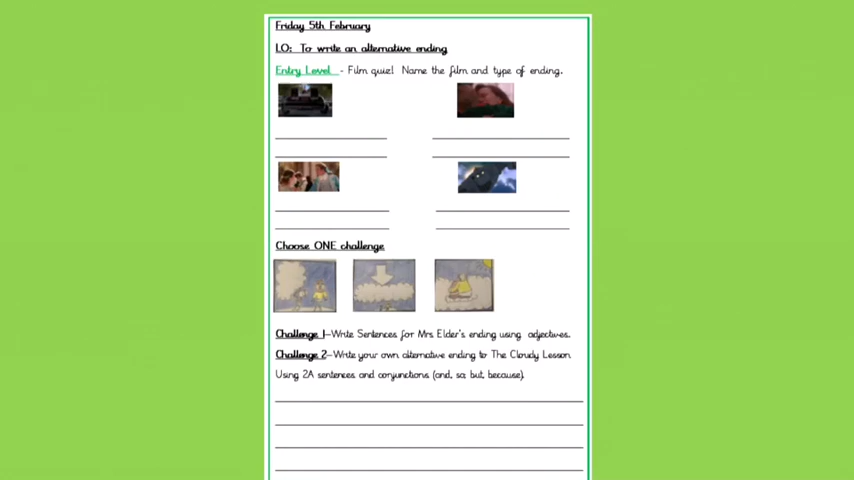 Friday 5th February
LO: To write an alternative ending
Entry Level - Film quiz! Name the film and type of ending.
Choose ONE challenge
Challenge 1-Write Sentences for Mrs Elder's ending using adjectives.
Challenge 2-Write your own alternative ending to The Cloudy Lesson
Using 2A sentences and conjunctions (and, so, but, because).